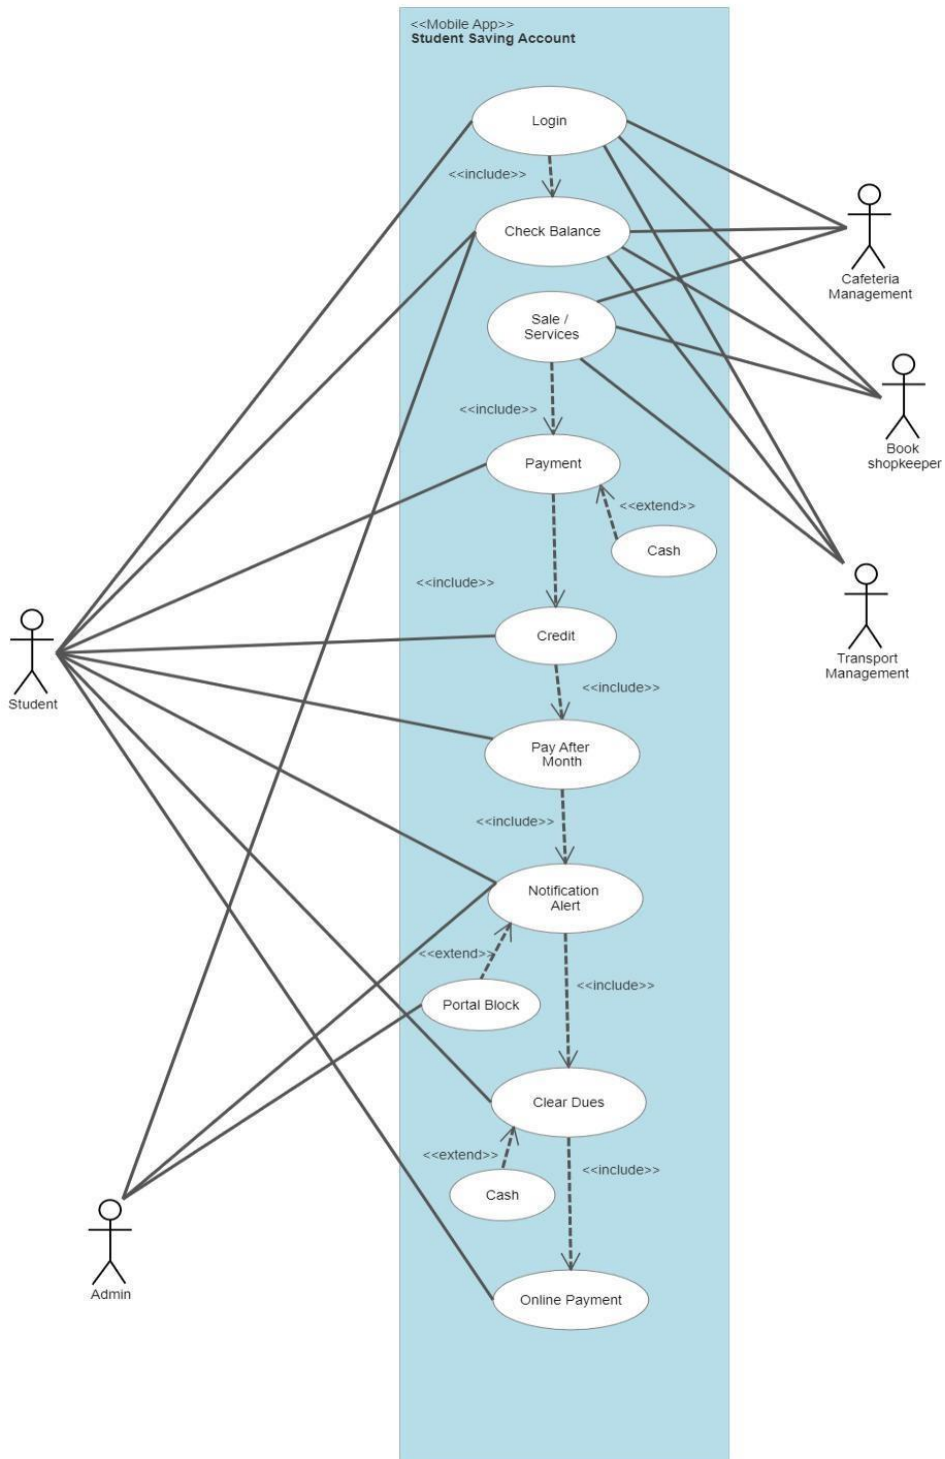 <<Mobile App>>
Student Saving Account
Login
<<include>>
Check Balance
Cafeteria
Management
Sale /
Services
<<include>>
Book
shopkeeper
Payment
<<extend>>
Cash
<<include>>
Credit
Transport
Management
<<include>>
Student
Pay After
Month
<<include>>
Notification
Alert
<<extend>>
<<include>>
Portal Block
Clear Dues
<<extend>>
<<include>>
Cash
Admin
Online Payment